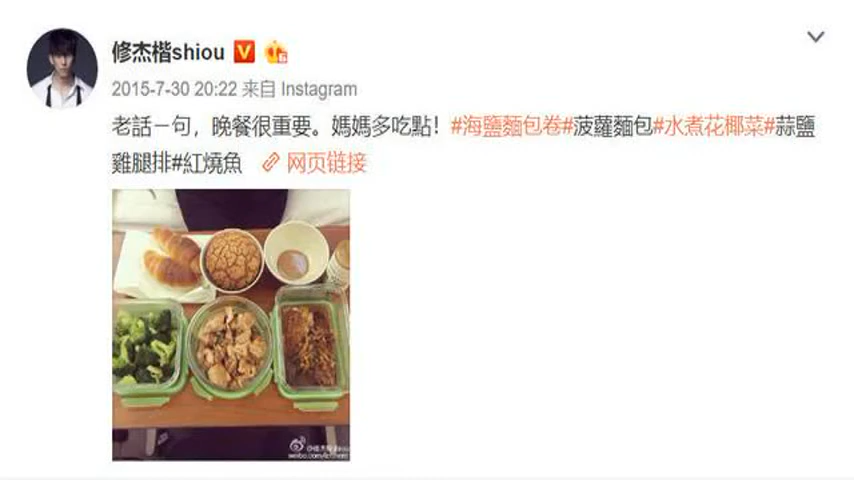 修杰楷shiou
2015-7-30 20:22 来自 Instagram
老話一句，晚餐很重要。媽媽多吃點！#海鹽麵包卷#菠蘿麵包#水煮花椰菜#蒜鹽
雞腿排#紅燒魚 网页链接